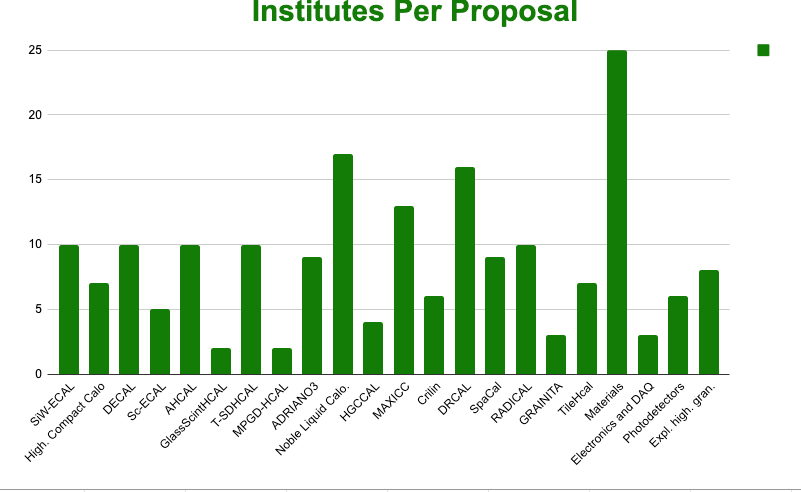 Institutes Per Proposal
25
20
15
10
5
0
SiW-ECAL
High. Compact Calo
DECAL
Sc-ECAL
AHCAL
GlassScintHCAL
T-SDHCAL
MPGD-HCAL
ADRIANO3
Noble Liquid Calo.
HGCCAL
MAXICC
Crilin
DRCAL
SpaCal
RADICAL
GRAINITA
TileHcal
Materials
Electronics and DAQ
Photodetectors
Expl. high. gran.